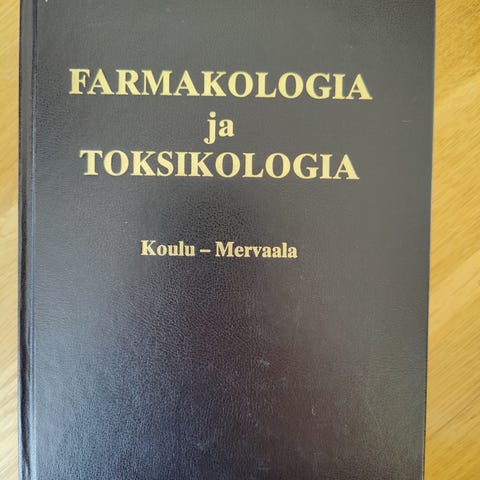 FARMAKOLOGIA
ja
TOKSIKOLOGIA
Koulu – Mervaala